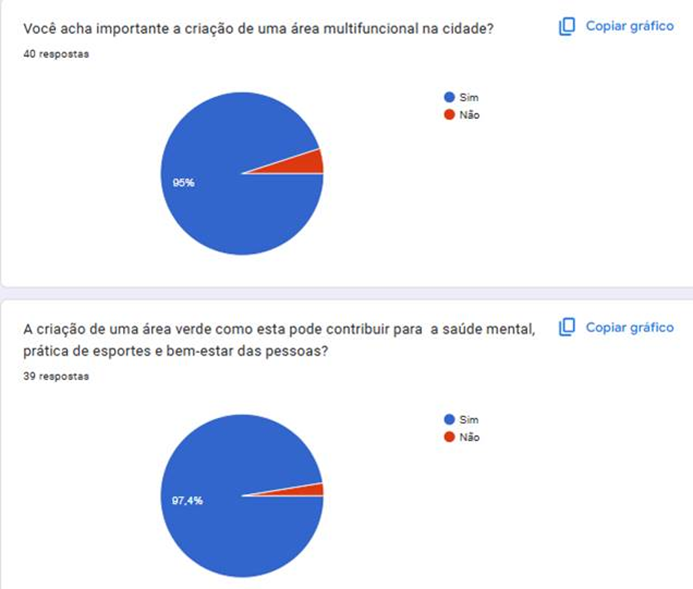 Você acha importante a criação de uma área multifuncional na cidade?
Copiar gráfico
40 respostas
Sim
Não
95%
A criação de uma área verde como esta pode contribuir para  a saúde mental,
prática de esportes e bem-estar das pessoas?
Copiar gráfico
39 respostas
Sim
Não
97,4%